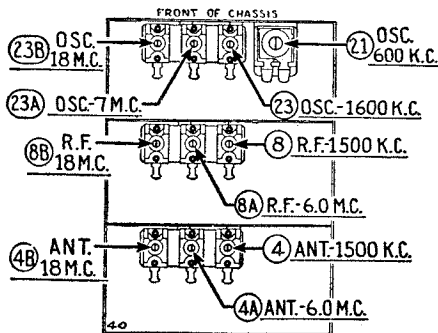 FRONT OF CHASSIS
23B OSC. 18 M.C.
21 OSC. 600 K.C.
23A OSC-7 M.C.
23 OSC.-1600 K.C.
8B R.F. 18 M.C.
8 R.F.-1500 K.C.
8A R.F.-6.0 M.C.
4B ANT. 18 M.C.
4 ANT.-1500 K.C.
4A ANT.-6.0 M.C.
40